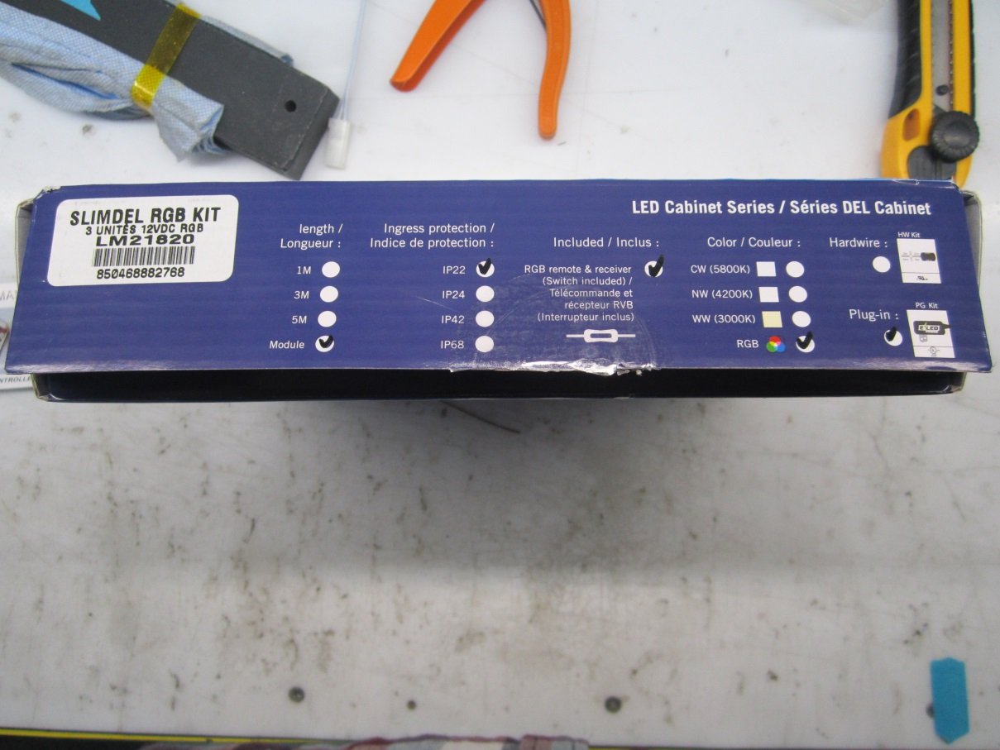 SLIMDEL RGB KIT
3 UNITÉS 12VDC RGB
LM21820
850468882768
length /
Longueur :
1M
3M
5M
Module
Ingress protection /
Indice de protection :
IP22
IP24
IP42
IP68
LED Cabinet Series / Séries DEL Cabinet
Included / Inclus :
RGB remote & receiver
(Switch included) /
Télécommande et
récepteur RVB
(Interrupteur inclus)
Color / Couleur :
CW (5800K)
NW (4200K)
WW (3000K)
RGB
Hardwire :
HW Kit
Plug-in :
PG Kit